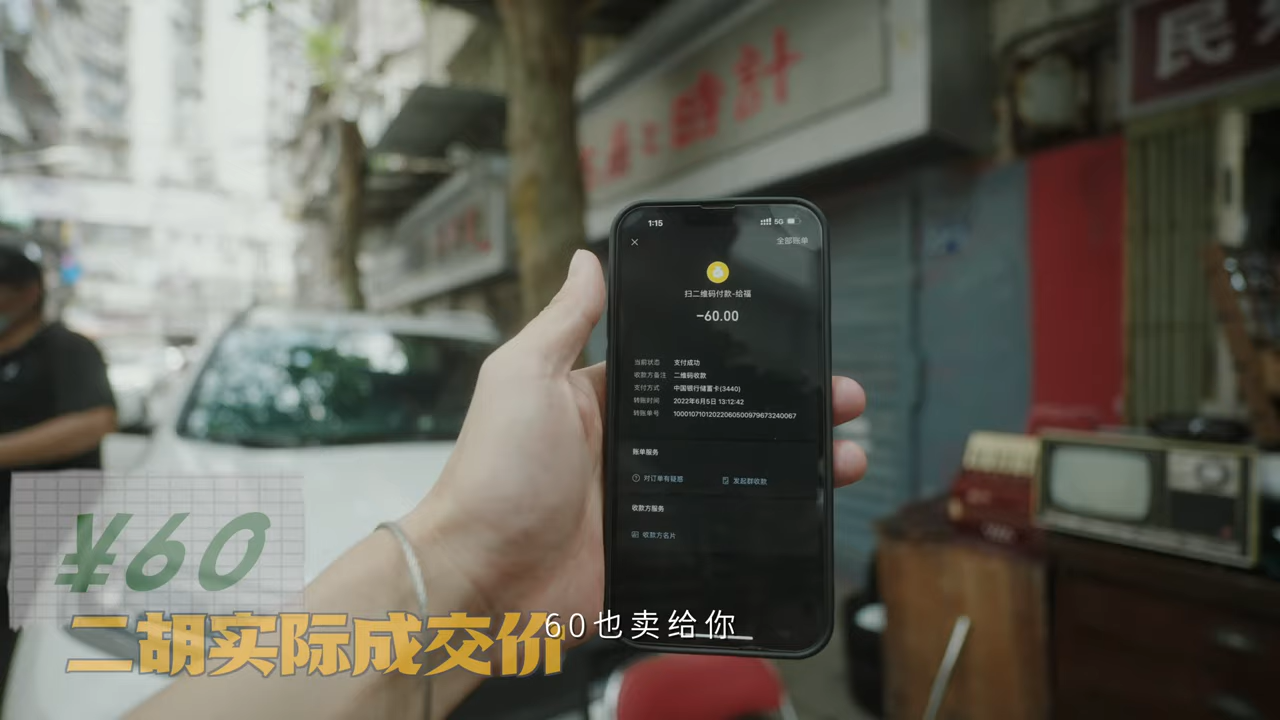 民
時計
1:15
5G
全部账单
扫二维码付款-给福
-60.00
当前状态 支付成功
收款方备注 二维码收款
支付方式 中国银行储蓄卡(3440)
转账时间 2022年6月5日 13:12:42
转账单号 10001071012022060500979673240067
账单服务
对订单有疑惑 发起群收款
收款方服务
收款方名片
¥60
二胡实际成交价
60也卖给你